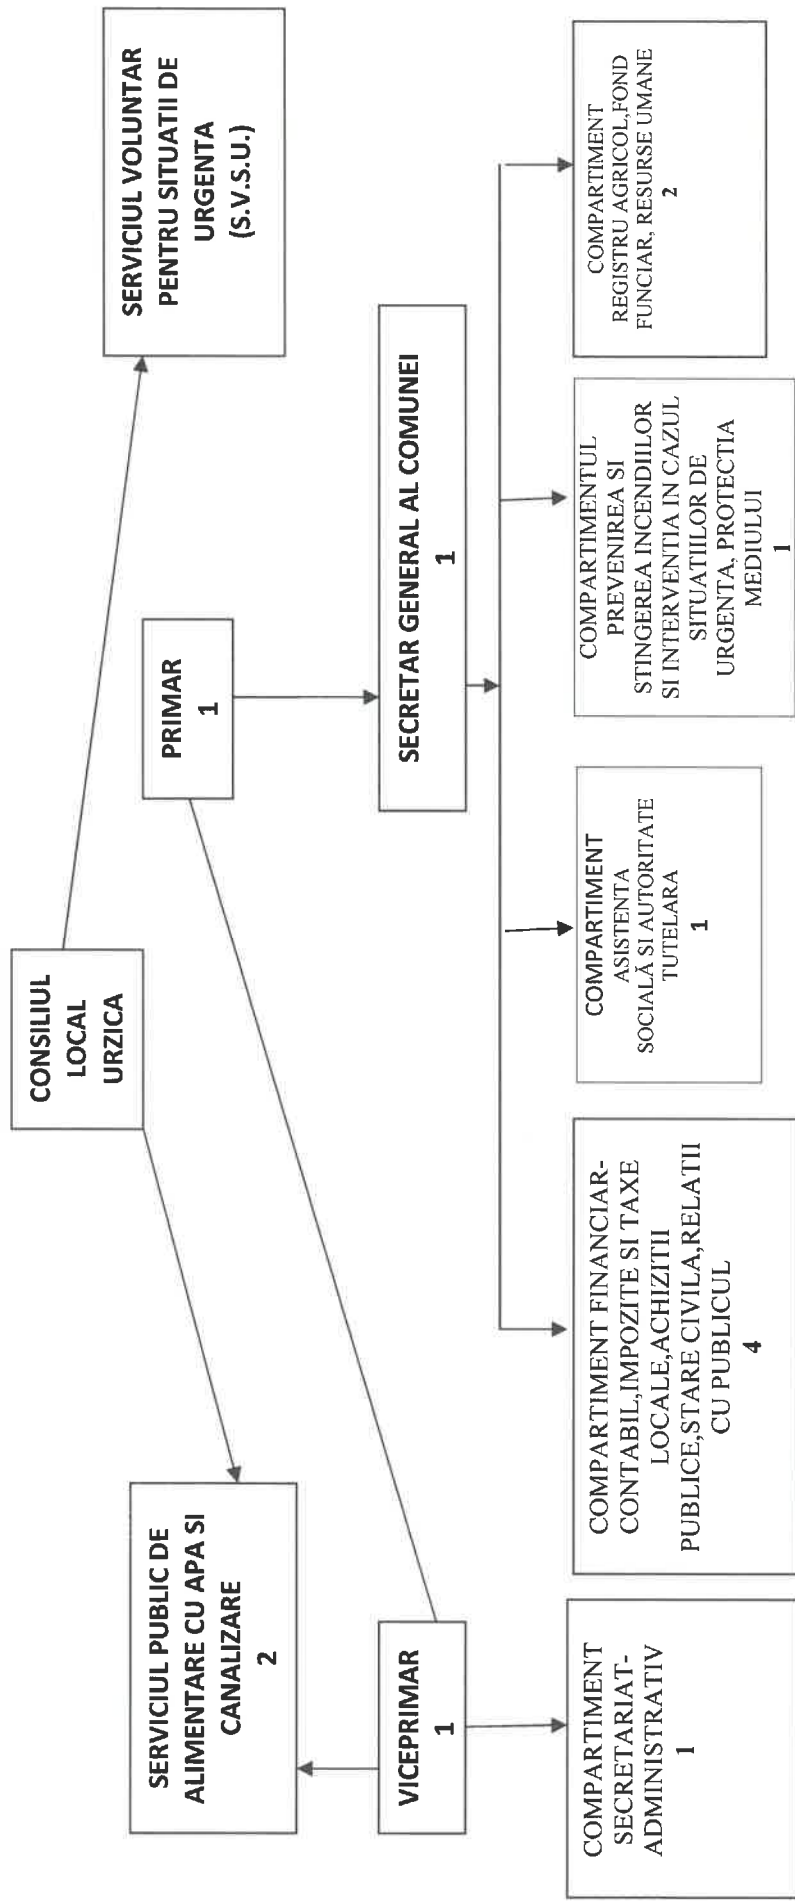 CONSILIUL
LOCAL
URZICA
SERVICIUL VOLUNTAR
PENTRU SITUATII DE
URGENTA
(S.V.S.U.)
SERVICIUL PUBLIC DE
ALIMENTARE CU APA SI
CANALIZARE
2
PRIMAR
1
VICEPRIMAR
1
SECRETAR GENERAL AL COMUNEI
1
COMPARTIMENT
SECRETARIAT-
ADMINISTRATIV
1
COMPARTIMENT FINANCIAR-
CONTABIL,IMPOZITE SI TAXE
LOCALE,ACHIZITII
PUBLICE,STARE CIVILA,RELATII
CU PUBLICUL
4
COMPARTIMENT
ASISTENTA
SOCIALĂ SI AUTORITATE
TUTELARA
1
COMPARTIMENTUL
PREVENIREA SI
STINGEREA INCENDIILOR
SI INTERVENTIA IN CAZUL
SITUATIILOR DE
URGENTA, PROTECTIA
MEDIULUI
1
COMPARTIMENT
REGISTRU AGRICOL,FOND
FUNCIAR, RESURSE UMANE
2